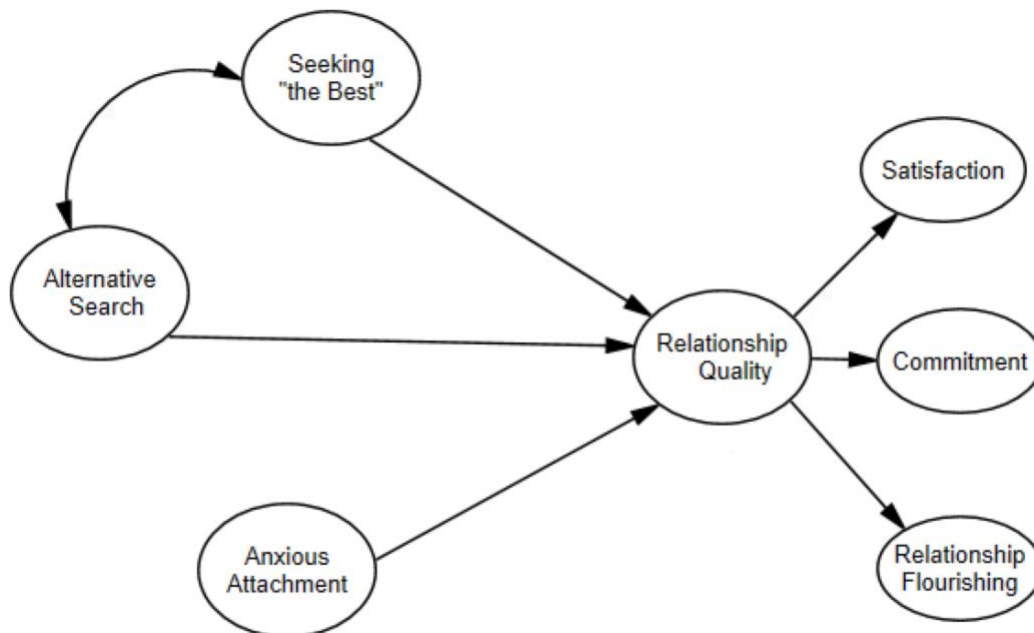 Seeking
"the Best"
Satisfaction
Alternative
Search
Relationship
Quality
Commitment
Anxious
Attachment
Relationship
Flourishing